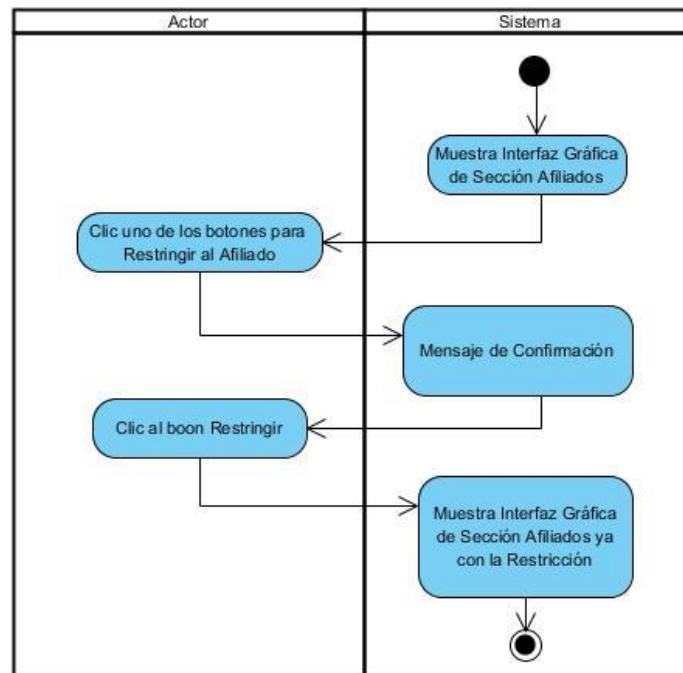 Actor
Sistema
Muestra Interfaz Gráfica
de Sección Afiliados
Clic uno de los botones para
Restringir al Afiliado
Mensaje de Confirmación
Clic al boon Restringir
Muestra Interfaz Gráfica
de Sección Afiliados ya
con la Restricción